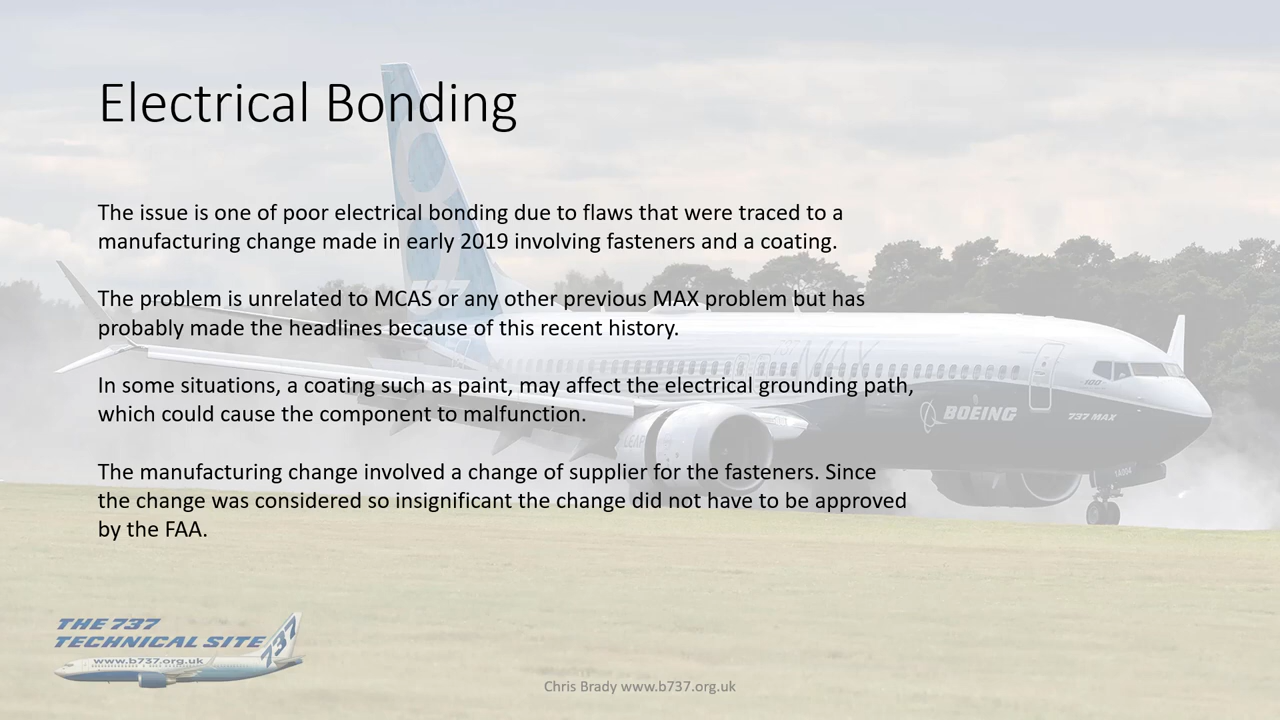 Electrical Bonding
The issue is one of poor electrical bonding due to flaws that were traced to a
manufacturing change made in early 2019 involving fasteners and a coating.
The problem is unrelated to MCAS or any other previous MAX problem but has
probably made the headlines because of this recent history.
In some situations, a coating such as paint, may affect the electrical grounding path,
which could cause the component to malfunction.
The manufacturing change involved a change of supplier for the fasteners. Since
the change was considered so insignificant the change did not have to be approved
by the FAA.
737 MAX
BOEING
737 MAX
LEAP
THE 737
TECHNICAL SITE
737
www.b737.org.uk
Chris Brady www.b737.org.uk